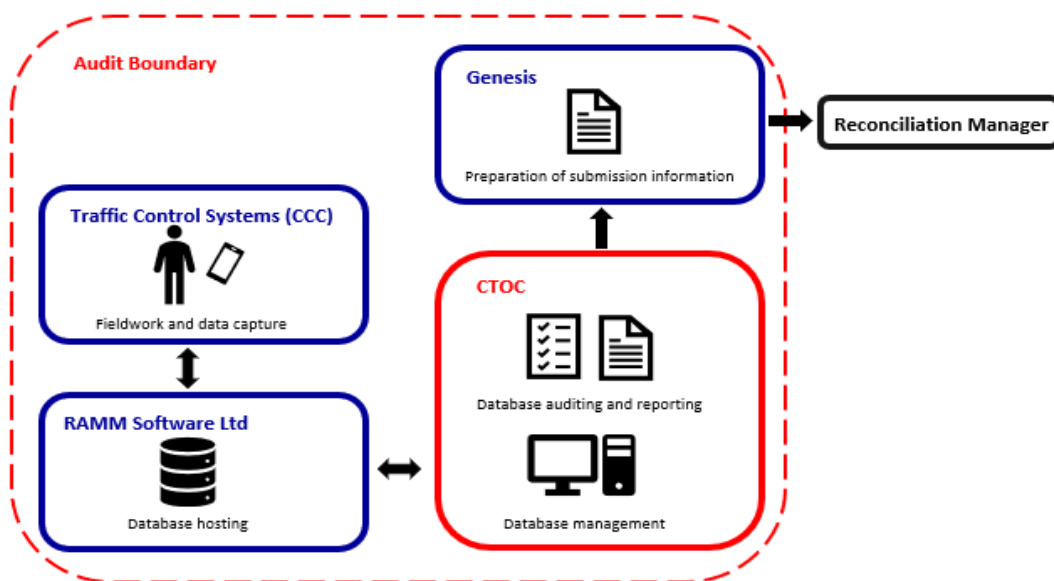 Audit Boundary
Genesis
Preparation of submission information
Reconciliation Manager
Traffic Control Systems (CCC)
Fieldwork and data capture
CTOC
Database auditing and reporting
Database management
RAMM Software Ltd
Database hosting